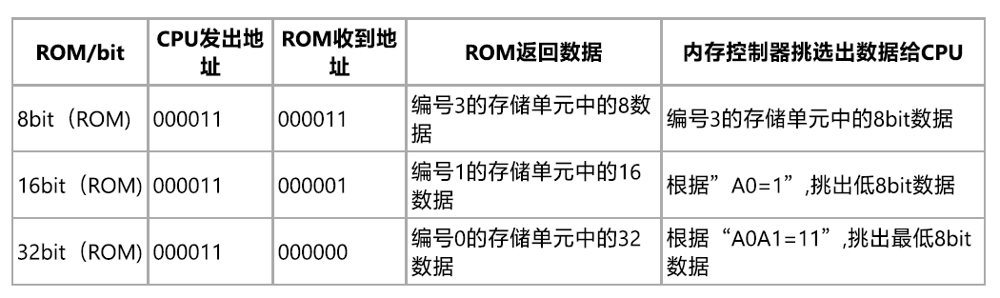 ROM/bit
CPU发出地
址
ROM收到地
址
ROM返回数据
内存控制器挑选出数据给CPU
8bit（ROM)
000011
000011
编号3的存储单元中的8数
据
编号3的存储单元中的8bit数据
16bit（ROM)
000011
000001
编号1的存储单元中的16
数据
根据”A0=1”,挑出低8bit数据
32bit（ROM)
000011
000000
编号0的存储单元中的32
数据
根据“A0A1=11”,挑出最低8bit
数据